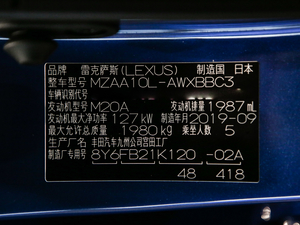 品牌 雷克萨斯(LEXUS) 制造国 日本
整车型号 MZAA10L-AWXBBC3
车辆识别代号
发动机型号 M20A 发动机排量 1987 mL
发动机最大净功率 127 kW 制造年月 2019-09
最大允许总质量 1980 kg 乘坐人数 5
生产厂名 丰田汽车九州公司宫田工厂
制造厂专用号 8Y6FB21K120 -02A
48 418